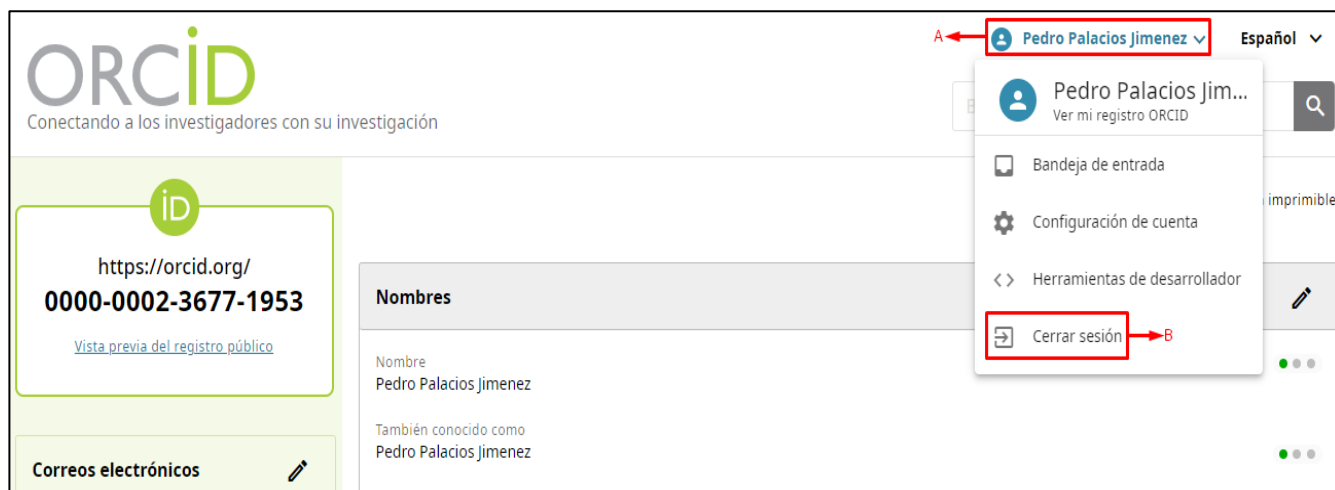 ORCID
Conectando a los investigadores con su investigación
A
Pedro Palacios Jimenez
Español
Pedro Palacios Jim...
Ver mi registro ORCID
Bandeja de entrada
Configuración de cuenta
Herramientas de desarrollador
Cerrar sesión
B
imprimible
iD
https://orcid.org/
0000-0002-3677-1953
Vista previa del registro público
Correos electrónicos
Nombres
Nombre
Pedro Palacios Jimenez
También conocido como
Pedro Palacios Jimenez